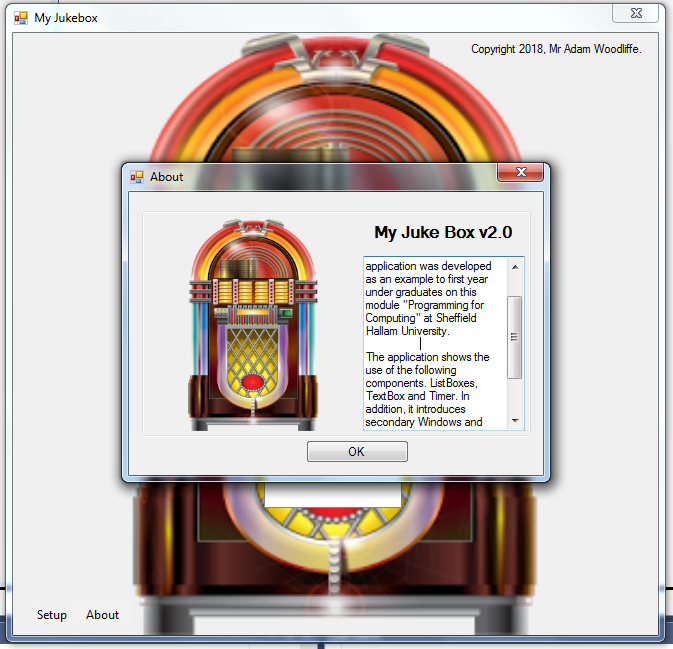 My Jukebox
Copyright 2018, Mr Adam Woodliffe.
About
My Juke Box v2.0
application was developed
as an example to first year
under graduates on this
module "Programming for
Computing" at Sheffield
Hallam University.
The application shows the
use of the following
components. ListBoxes,
TextBox and Timer. In
addition, it introduces
secondary Windows and
OK
Setup About